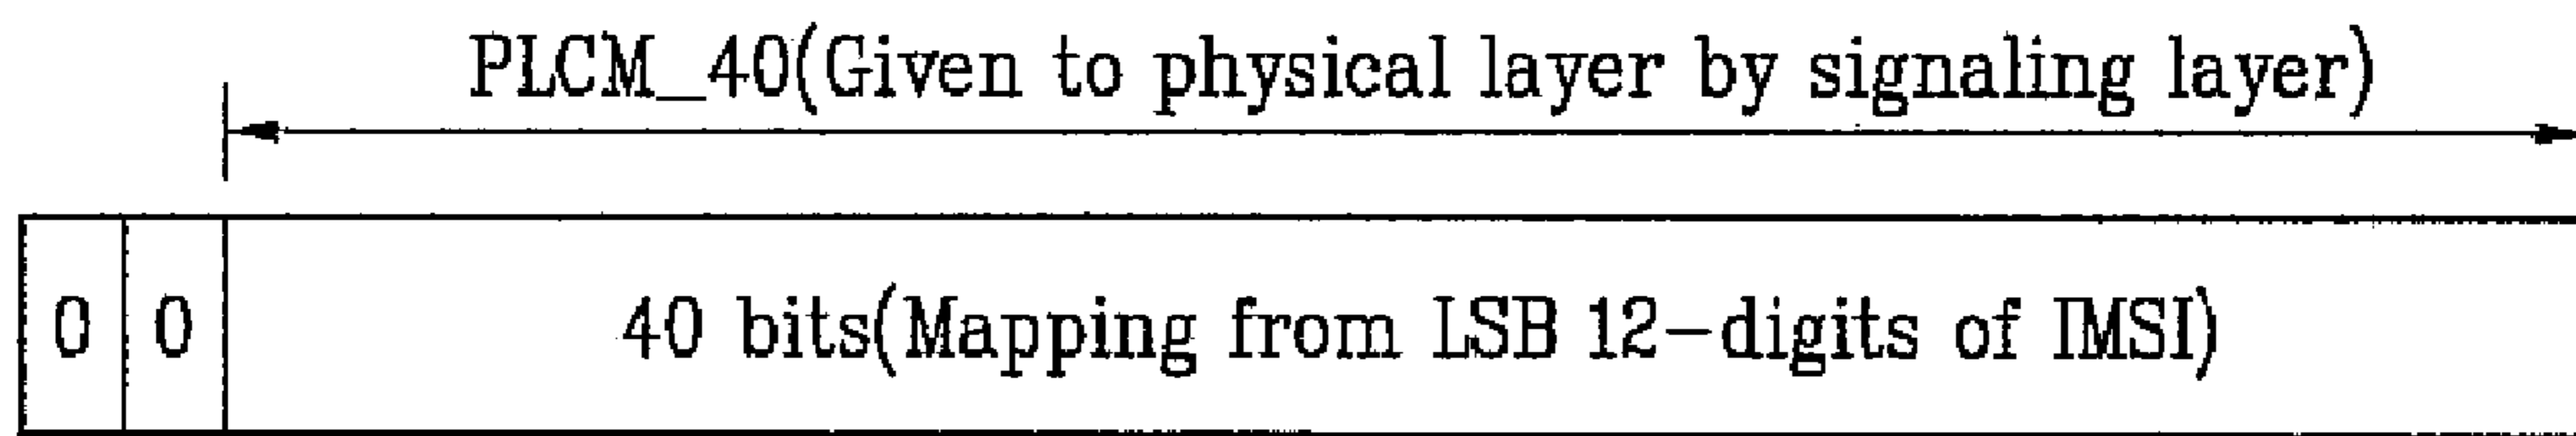 PLCM_40(Given to physical layer by signaling layer)
0 0 40 bits(Mapping from LSB 12-digits of IMSI)